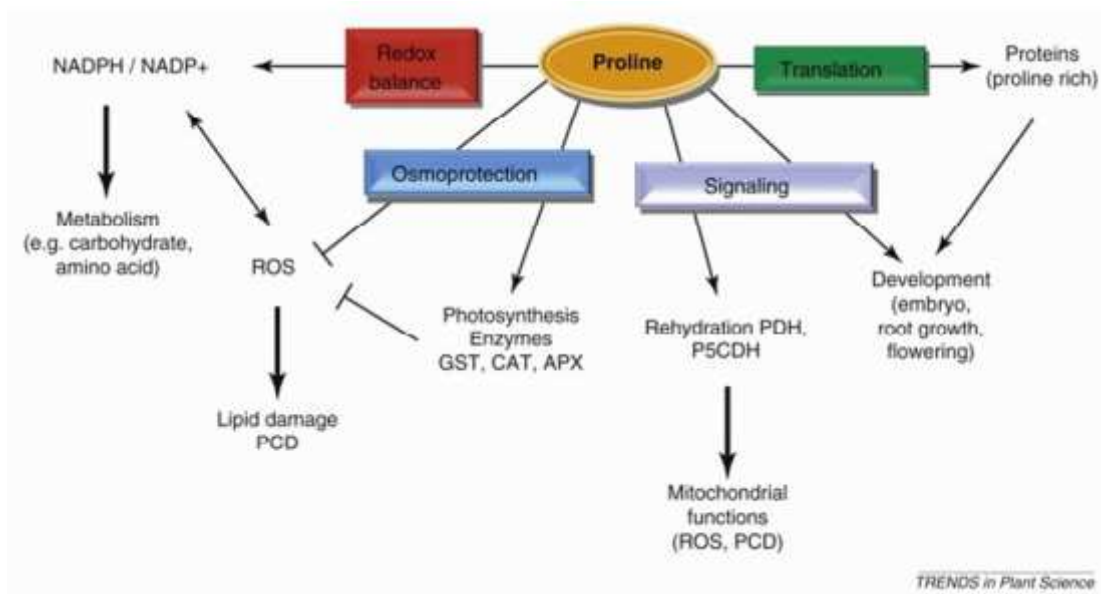 Proline
Redox
balance
Translation
NADPH / NADP+
Proteins
(proline rich)
Osmoprotection
Signaling
Metabolism
(e.g. carbohydrate,
amino acid)
ROS
Photosynthesis
Enzymes
GST, CAT, APX
Rehydration PDH,
P5CDH
Development
(embryo,
root growth,
flowering)
Lipid damage
PCD
Mitochondrial
functions
(ROS, PCD)
TRENDS in Plant Science